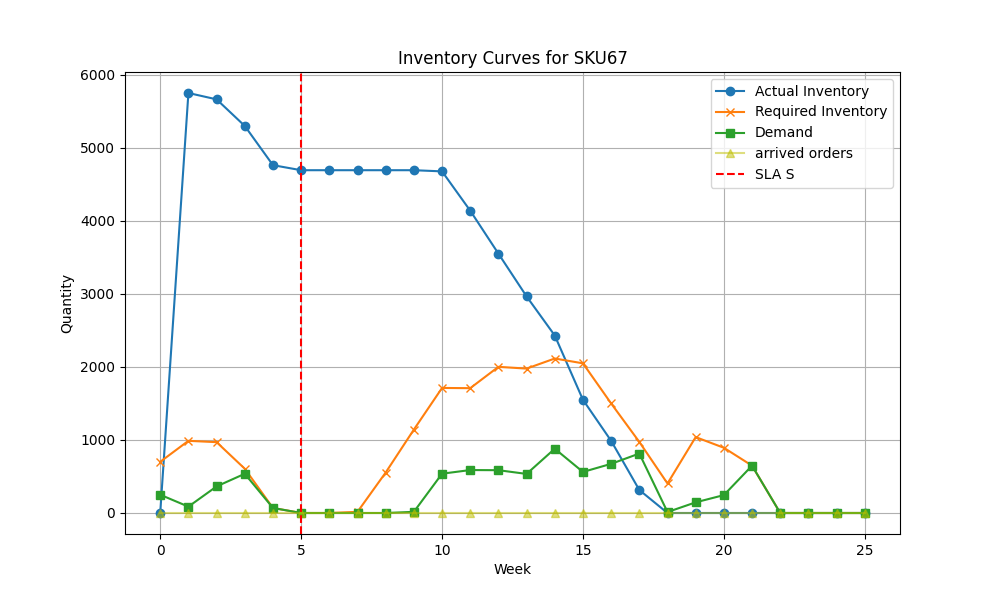 Inventory Curves for SKU67
Actual Inventory
Required Inventory
Demand
arrived orders
SLA S
Quantity
6000
5000
4000
3000
2000
1000
0
0 5 10 15 20 25
Week